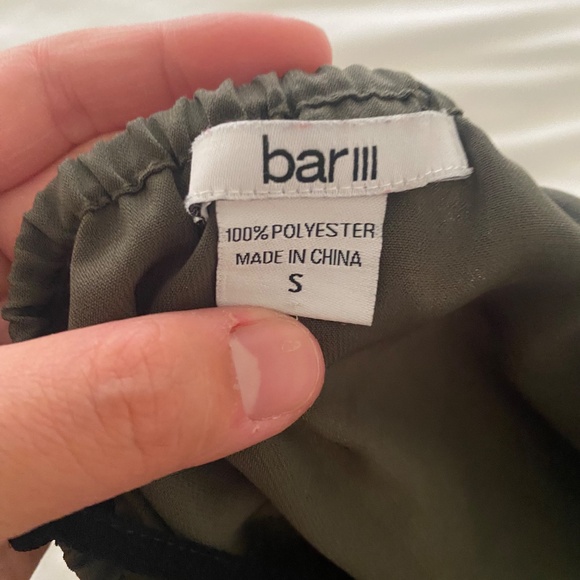 bar III
100% POLYESTER
MADE IN CHINA
S